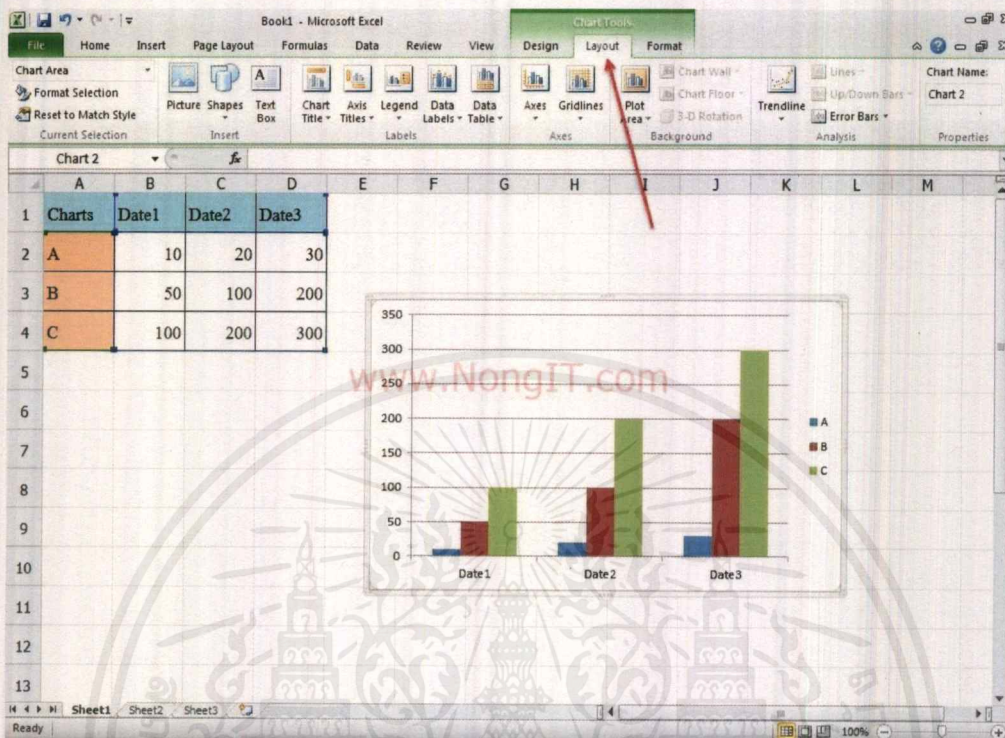 Book1 - Microsoft Excel
Chart Tools
File Home Insert Page Layout Formulas Data Review View Design Layout Format
Chart Area
Format Selection
Reset to Match Style
Current Selection
Picture Shapes Text Box
Insert
Chart Title Axis Titles Legend Data Labels Data Table
Labels
Axes Gridlines
Axes
Plot Area
Chart Wall
Chart Floor
3-D Rotation
Background
Trendline
Lines
Up/Down Bars
Error Bars
Analysis
Chart Name:
Chart 2
Properties
Chart 2 fx
A B C D E F G H I J K L M
1 Charts Date1 Date2 Date3
2 A 10 20 30
3 B 50 100 200
4 C 100 200 300
5
6
7
8
9
10
11
12
13
350
300
250
200
150
100
50
0
Date1 Date2 Date3
A
B
C
www.NongIT.com
Sheet1 Sheet2 Sheet3
Ready 100%